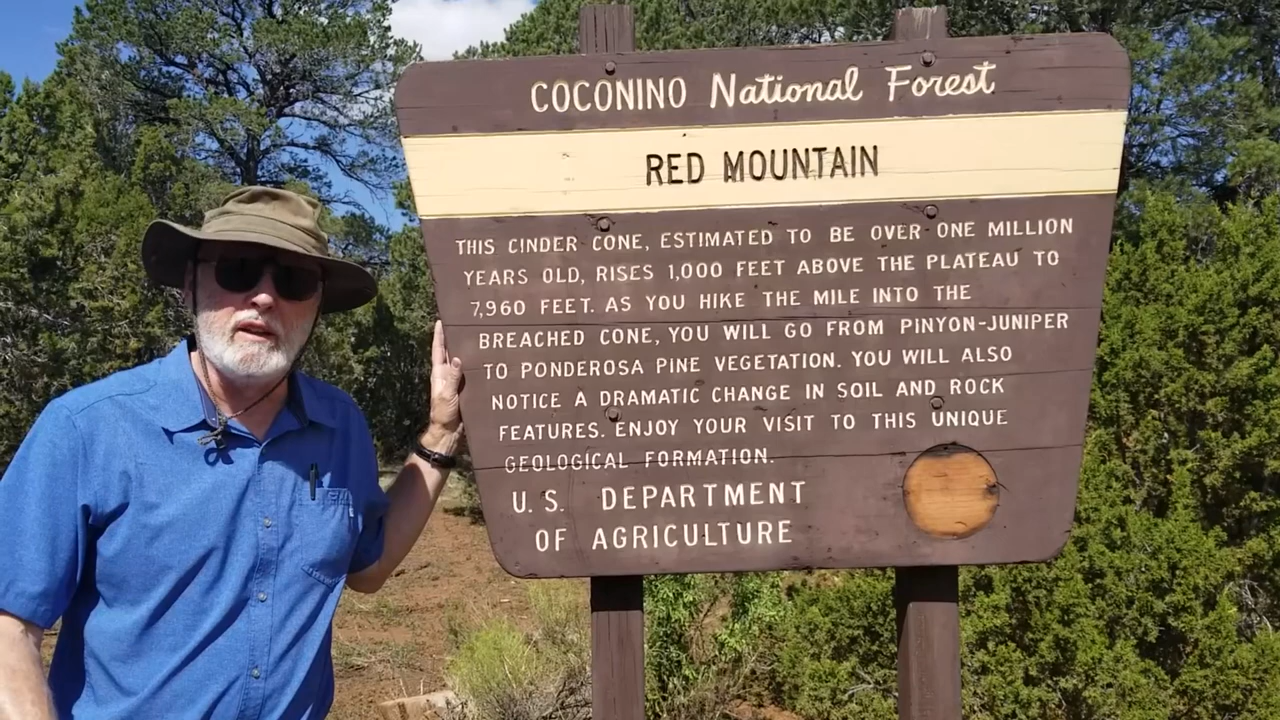 COCONINO National Forest
RED MOUNTAIN
THIS CINDER CONE, ESTIMATED TO BE OVER ONE MILLION
YEARS OLD, RISES 1,000 FEET ABOVE THE PLATEAU TO
7,960 FEET. AS YOU HIKE THE MILE INTO THE
BREACHED CONE, YOU WILL GO FROM PINYON-JUNIPER
TO PONDEROSA PINE VEGETATION. YOU WILL ALSO
NOTICE A DRAMATIC CHANGE IN SOIL AND ROCK
FEATURES. ENJOY YOUR VISIT TO THIS UNIQUE
GEOLOGICAL FORMATION.
U.S. DEPARTMENT
OF AGRICULTURE